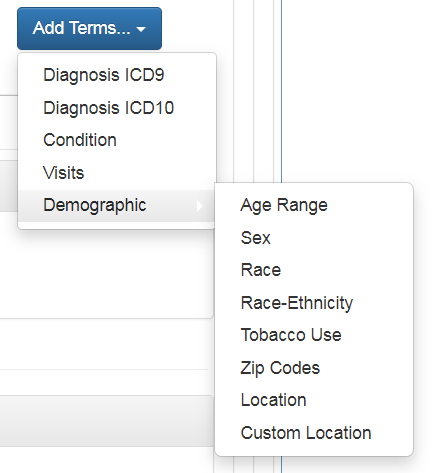 Add Terms...
Diagnosis ICD9
Diagnosis ICD10
Condition
Visits
Demographic
Age Range
Sex
Race
Race-Ethnicity
Tobacco Use
Zip Codes
Location
Custom Location